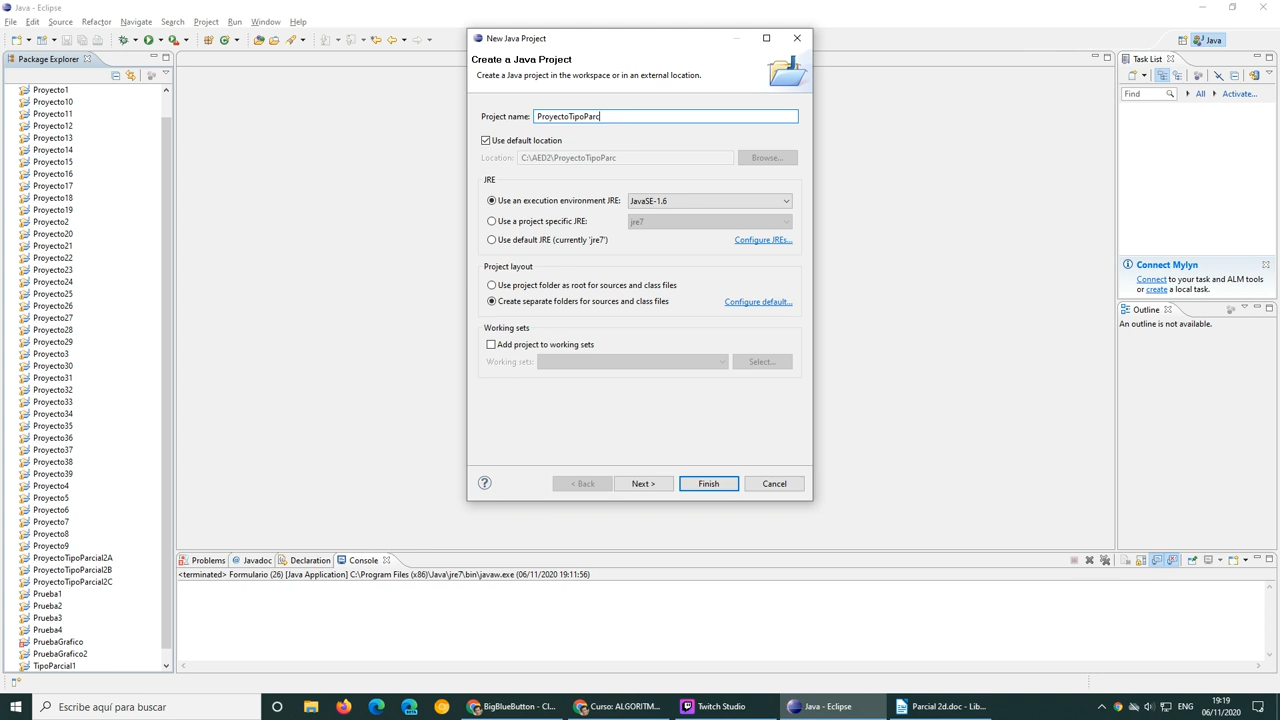 Java - Eclipse
File Edit Source Refactor Navigate Search Project Run Window Help
Java
Package Explorer
Proyecto1
Proyecto10
Proyecto11
Proyecto12
Proyecto13
Proyecto14
Proyecto15
Proyecto16
Proyecto17
Proyecto18
Proyecto19
Proyecto2
Proyecto20
Proyecto21
Proyecto22
Proyecto23
Proyecto24
Proyecto25
Proyecto26
Proyecto27
Proyecto28
Proyecto29
Proyecto3
Proyecto30
Proyecto31
Proyecto32
Proyecto33
Proyecto34
Proyecto35
Proyecto36
Proyecto37
Proyecto38
Proyecto39
Proyecto4
Proyecto5
Proyecto6
Proyecto7
Proyecto8
Proyecto9
ProyectoTipoParcial2A
ProyectoTipoParcial2B
ProyectoTipoParcial2C
Prueba1
Prueba2
Prueba3
Prueba4
PruebaGrafico
PruebaGrafico2
TipoParcial1
New Java Project
Create a Java Project
Create a Java project in the workspace or in an external location.
Project name: ProyectoTipoParc
Use default location
Location: C:\AED2\ProyectoTipoParc Browse...
JRE
Use an execution environment JRE: JavaSE-1.6
Use a project specific JRE: jre7
Use default JRE (currently 'jre7') Configure JREs...
Project layout
Use project folder as root for sources and class files
Create separate folders for sources and class files Configure default...
Working sets
Add project to working sets
Working sets: Select...
< Back Next > Finish Cancel
Task List
Find All Activate...
Connect Mylyn
Connect to your task and ALM tools
or create a local task.
Outline
An outline is not available.
Problems Javadoc Declaration Console
<terminated> Formulario (26) [Java Application] C:\Program Files (x86)\Java\jre7\bin\javaw.exe (06/11/2020 19:11:56)
Escribe aquí para buscar
BigBlueButton - Cl...
Curso: ALGORITM...
Twitch Studio
Java - Eclipse
Parcial 2d.doc - Lib...
19:19
06/11/2020